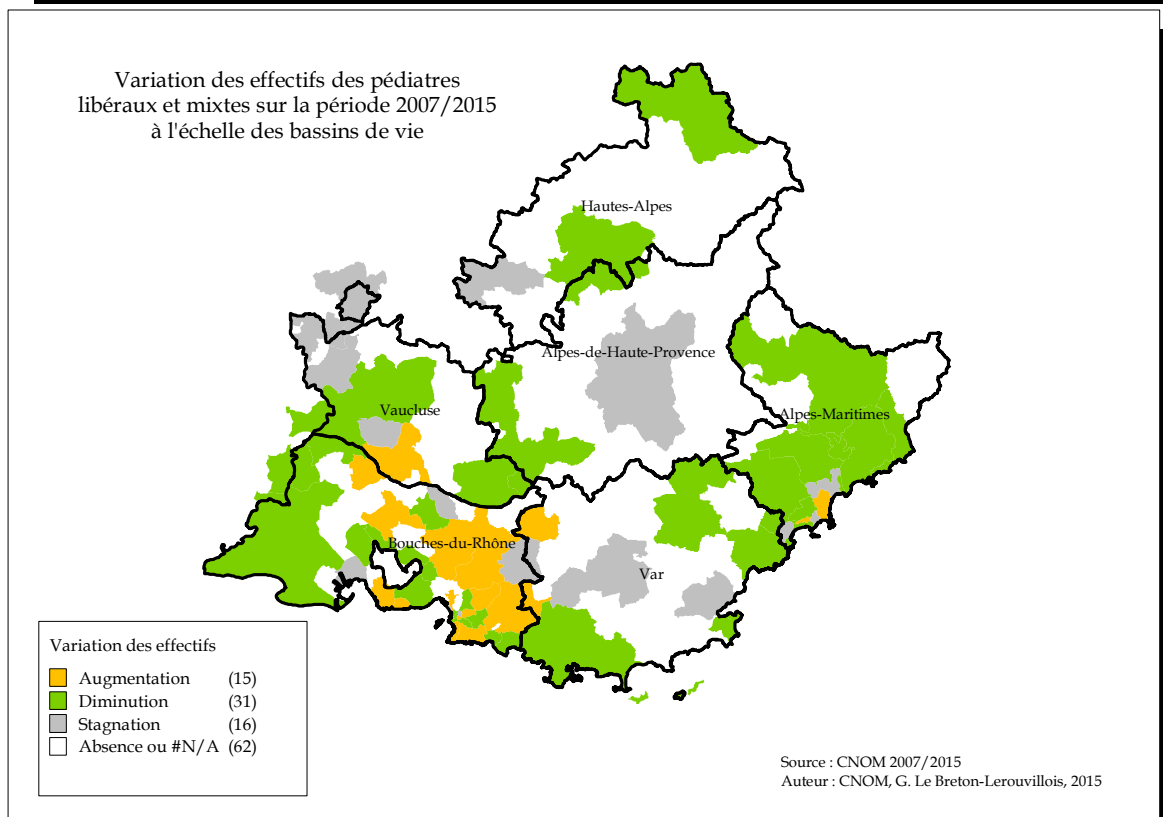 Variation des effectifs des pédiatres
libéraux et mixtes sur la période 2007/2015
à l'échelle des bassins de vie
Hautes-Alpes
Alpes-de-Haute-Provence
Vaucluse
Alpes-Maritimes
Bouches-du-Rhône
Var
Variation des effectifs
Augmentation (15)
Diminution (31)
Stagnation (16)
Absence ou #N/A (62)
Source : CNOM 2007/2015
Auteur : CNOM, G. Le Breton-Lerouvillois, 2015